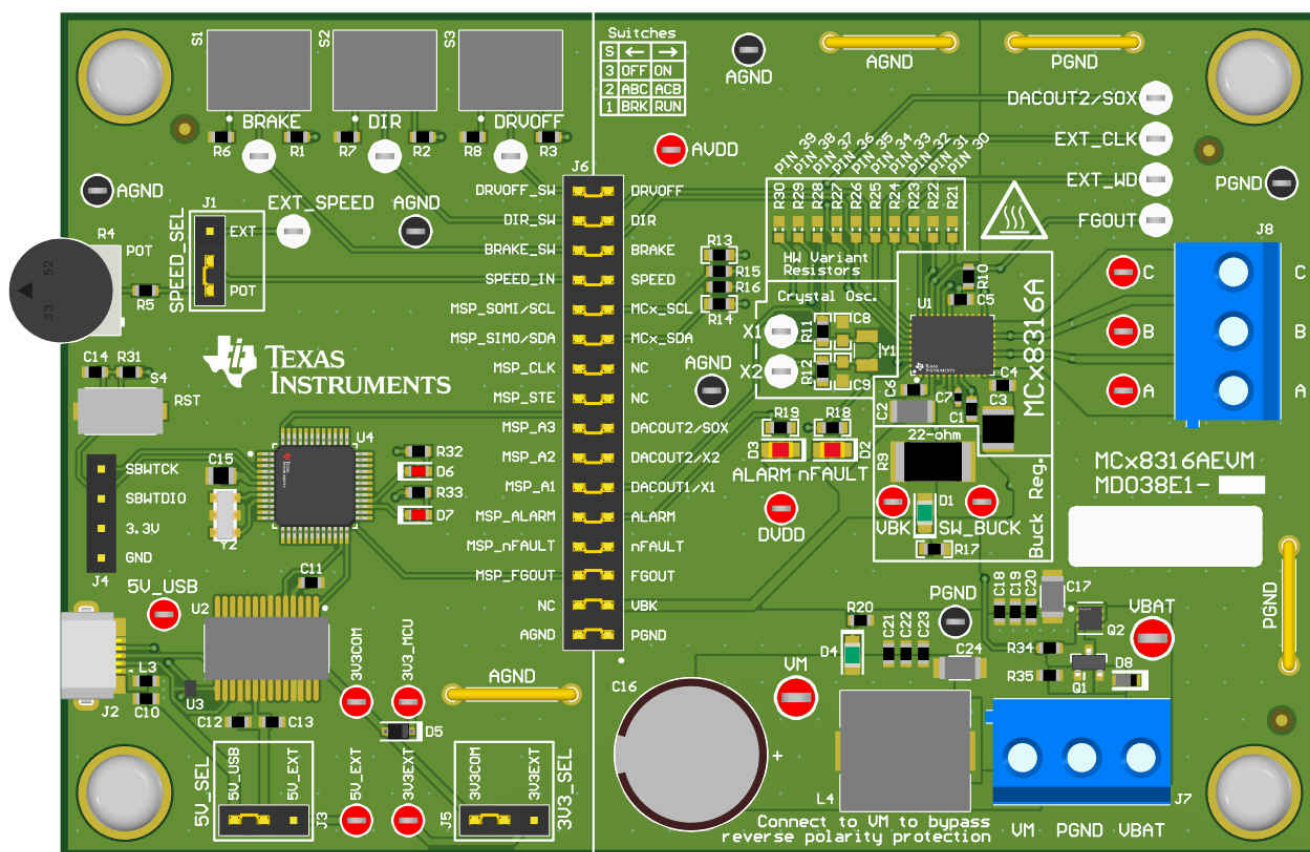 S1
S2
S3
Switches
S ← →
3 OFF ON
2 ABC ACB
1 BRK RUN
AGND
AGND
PGND
BRAKE
DIR
DRVOFF
R6
R1
R7
R2
R8
R3
AVDD
DACOUT2/SOX
EXT_CLK
EXT_WD
FGOUT
PGND
AGND
EXT_SPEED
AGND
J1
SPEED_SEL
EXT
POT
R4
POT
R5
J6
DRVOFF_SW DRVOFF
DIR_SW DIR
BRAKE_SW BRAKE
SPEED_IN SPEED
MSP_SOMI/SCL MCx_SCL
MSP_SIMO/SDA MCx_SDA
MSP_CLK NC
MSP_STE NC
MSP_A3 DACOUT2/SOX
MSP_A2 DACOUT2/X2
MSP_A1 DACOUT1/X1
MSP_ALARM ALARM
MSP_nFAULT nFAULT
MSP_FGOUT FGOUT
NC VBK
AGND PGND
PIN 39
PIN 38
PIN 37
PIN 36
PIN 35
PIN 34
PIN 33
PIN 32
PIN 31
PIN 30
R30
R29
R28
R27
R26
R25
R24
R23
R22
R21
HW Variant
Resistors
R13
R15
R16
R14
Crystal Osc.
X1
X2
R11
R12
C8
C9
Y1
AGND
U1
R10
C5
MCx8316A
C6
C2
C7
C1
C4
C3
J8
C
B
A
C
B
A
TEXAS
INSTRUMENTS
C14
R31
S4
RST
U4
R32
D6
R33
D7
C15
Y2
SBWTCK
SBWTDIO
3.3V
GND
J4
R19
R18
D3
D2
ALARM
nFAULT
DVDD
22-ohm
R9
D1
VBK
SW_BUCK
R17
Buck Reg.
MCx8316AEVM
MD038E1-
PGND
5V_USB
U2
C11
L3
C10
J2
U3
C12
C13
3V3COM
3V3_MCU
AGND
D5
5V_SEL
5V_USB
5V_EXT
J3
5V_EXT
3V3EXT
J5
3V3COM
3V3EXT
3V3_SEL
C16
+
VM
PGND
R20
D4
C21
C22
C23
C24
C18
C19
C20
C17
Q2
VBAT
R34
R35
Q1
D8
L4
Connect to VM to bypass
reverse polarity protection
J7
VM PGND VBAT